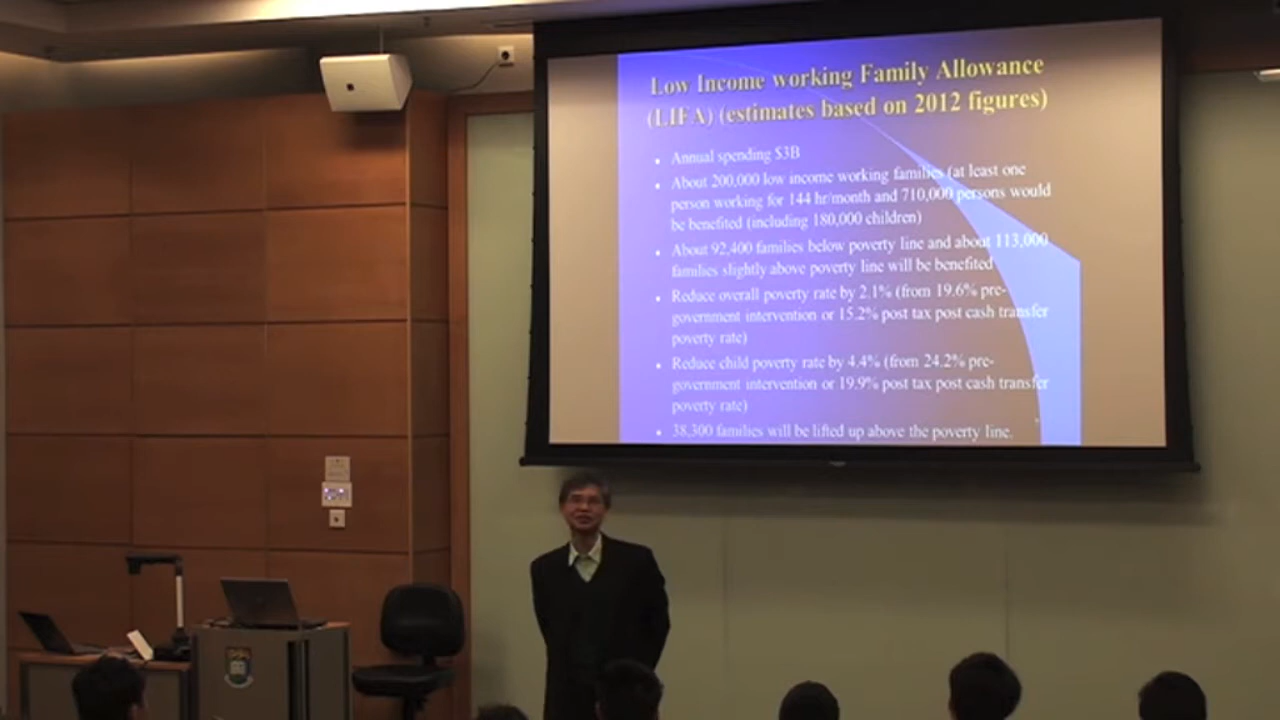 Low Income working Family Allowance
(LIFA) (estimates based on 2012 figures)
• Annual spending $3B
• About 200,000 low income working families (at least one
person working for 144 hr/month and 710,000 persons would
be benefited (including 180,000 children)
• About 92,400 families below poverty line and about 113,000
families slightly above poverty line will be benefited
• Reduce overall poverty rate by 2.1% (from 19.6% pre-
government intervention or 15.2% post tax post cash transfer
poverty rate)
• Reduce child poverty rate by 4.4% (from 24.2% pre-
government intervention or 19.9% post tax post cash transfer
poverty rate)
• 38,300 families will be lifted up above the poverty line.